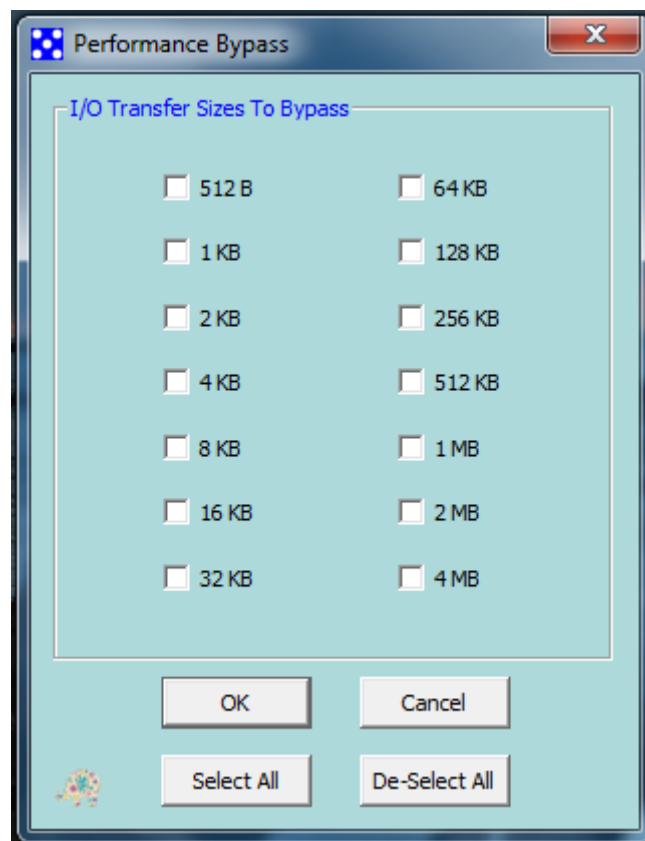 Performance Bypass
I/O Transfer Sizes To Bypass
512 B
64 KB
1 KB
128 KB
2 KB
256 KB
4 KB
512 KB
8 KB
1 MB
16 KB
2 MB
32 KB
4 MB
OK
Cancel
Select All
De-Select All